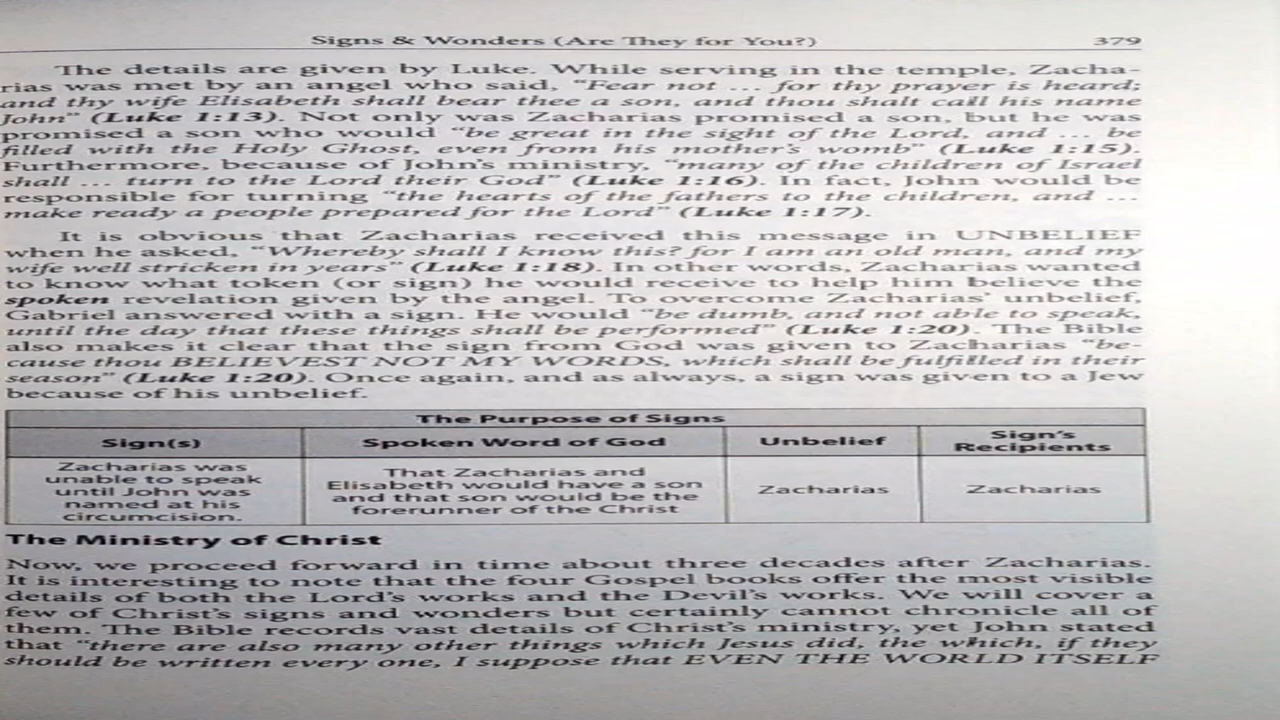 Signs & Wonders (Are They for You?) 379
The details are given by Luke. While serving in the temple, Zacha-
rias was met by an angel who said, “Fear not ... for thy prayer is heard;
and thy wife Elisabeth shall bear thee a son, and thou shalt call his name
John” (Luke 1:13). Not only was Zacharias promised a son, but he was
promised a son who would “be great in the sight of the Lord, and ... be
filled with the Holy Ghost, even from his mother’s womb” (Luke 1:15).
Furthermore, because of John’s ministry, “many of the children of Israel
shall ... turn to the Lord their God” (Luke 1:16). In fact, John would be
responsible for turning “the hearts of the fathers to the children, and ...
make ready a people prepared for the Lord” (Luke 1:17).
It is obvious that Zacharias received this message in UNBELIEF
when he asked, “Whereby shall I know this? for I am an old man, and my
wife well stricken in years” (Luke 1:18). In other words, Zacharias wanted
to know what token (or sign) he would receive to help him believe the
spoken revelation given by the angel. To overcome Zacharias’ unbelief,
Gabriel answered with a sign. He would “be dumb, and not able to speak,
until the day that these things shall be performed” (Luke 1:20). The Bible
also makes it clear that the sign from God was given to Zacharias “be-
cause thou BELIEVEST NOT MY WORDS, which shall be fulfilled in their
season” (Luke 1:20). Once again, and as always, a sign was given to a Jew
because of his unbelief.
The Purpose of Signs
Sign(s)
Spoken Word of God
Unbelief
Sign’s
Recipients
Zacharias was
unable to speak
until John was
named at his
circumcision.
That Zacharias and
Elisabeth would have a son
and that son would be the
forerunner of the Christ
Zacharias
Zacharias
The Ministry of Christ
Now, we proceed forward in time about three decades after Zacharias.
It is interesting to note that the four Gospel books offer the most visible
details of both the Lord’s works and the Devil’s works. We will cover a
few of Christ’s signs and wonders but certainly cannot chronicle all of
them. The Bible records vast details of Christ’s ministry, yet John stated
that “there are also many other things which Jesus did, the which, if they
should be written every one, I suppose that EVEN THE WORLD ITSELF